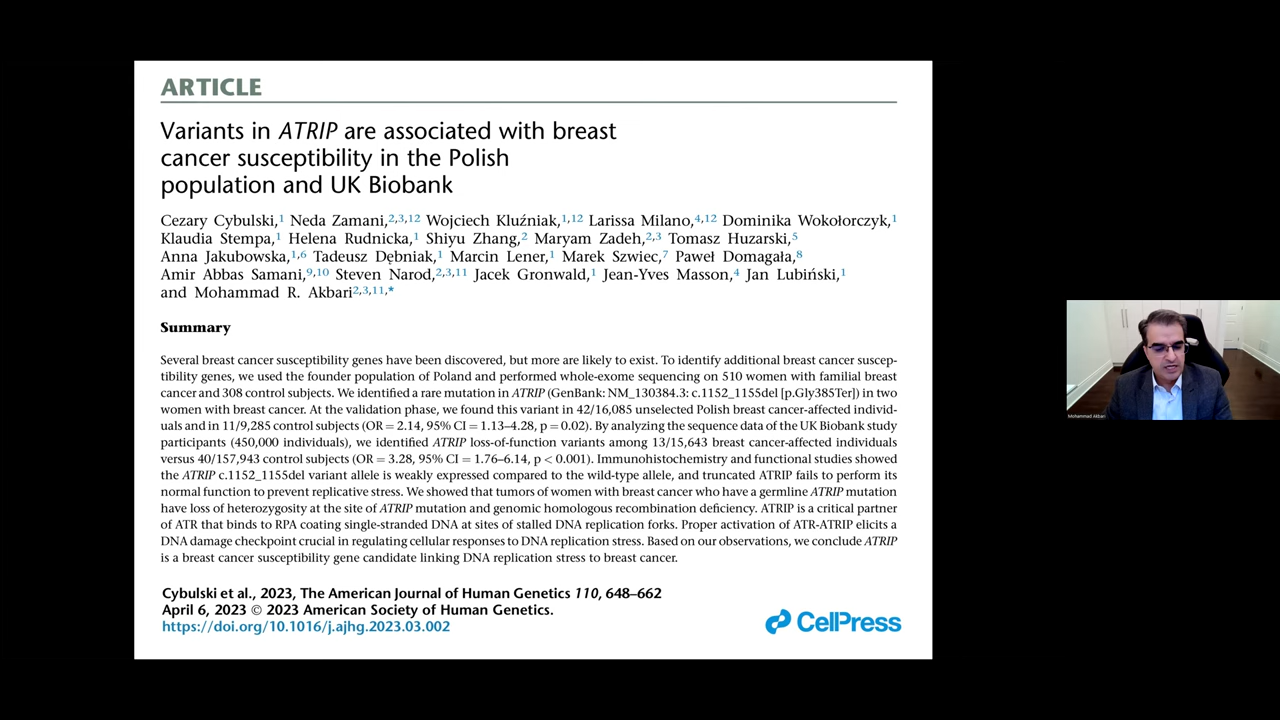 ARTICLE
Variants in ATRIP are associated with breast
cancer susceptibility in the Polish
population and UK Biobank
Cezary Cybulski,1 Neda Zamani,2,3,12 Wojciech Kluźniak,1,12 Larissa Milano,4,12 Dominika Wokołorczyk,1
Klaudia Stempa,1 Helena Rudnicka,1 Shiyu Zhang,2 Maryam Zadeh,2,3 Tomasz Huzarski,5
Anna Jakubowska,1,6 Tadeusz Dębniak,1 Marcin Lener,1 Marek Szwiec,7 Paweł Domagała,8
Amir Abbas Samani,9,10 Steven Narod,2,3,11 Jacek Gronwald,1 Jean-Yves Masson,4 Jan Lubiński,1
and Mohammad R. Akbari2,3,11,*
Summary
Several breast cancer susceptibility genes have been discovered, but more are likely to exist. To identify additional breast cancer suscep-
tibility genes, we used the founder population of Poland and performed whole-exome sequencing on 510 women with familial breast
cancer and 308 control subjects. We identified a rare mutation in ATRIP (GenBank: NM_130384.3: c.1152_1155del [p.Gly385Ter]) in two
women with breast cancer. At the validation phase, we found this variant in 42/16,085 unselected Polish breast cancer-affected individ-
uals and in 11/9,285 control subjects (OR = 2.14, 95% CI = 1.13–4.28, p = 0.02). By analyzing the sequence data of the UK Biobank study
participants (450,000 individuals), we identified ATRIP loss-of-function variants among 13/15,643 breast cancer-affected individuals
versus 40/157,943 control subjects (OR = 3.28, 95% CI = 1.76–6.14, p < 0.001). Immunohistochemistry and functional studies showed
the ATRIP c.1152_1155del variant allele is weakly expressed compared to the wild-type allele, and truncated ATRIP fails to perform its
normal function to prevent replicative stress. We showed that tumors of women with breast cancer who have a germline ATRIP mutation
have loss of heterozygosity at the site of ATRIP mutation and genomic homologous recombination deficiency. ATRIP is a critical partner
of ATR that binds to RPA coating single-stranded DNA at sites of stalled DNA replication forks. Proper activation of ATR-ATRIP elicits a
DNA damage checkpoint crucial in regulating cellular responses to DNA replication stress. Based on our observations, we conclude ATRIP
is a breast cancer susceptibility gene candidate linking DNA replication stress to breast cancer.
Cybulski et al., 2023, The American Journal of Human Genetics 110, 648–662
April 6, 2023 © 2023 American Society of Human Genetics.
https://doi.org/10.1016/j.ajhg.2023.03.002
CellPress
Mohammad Akbari